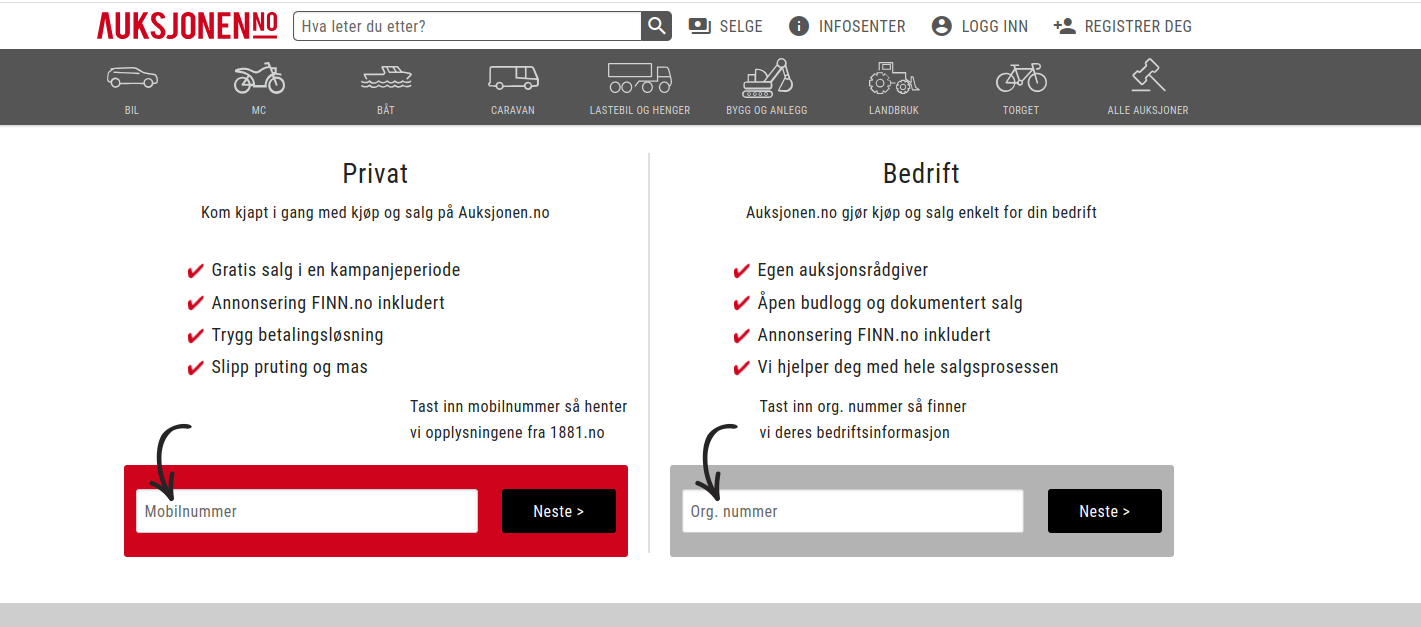 AUKSJONEN.NO
Hva leter du etter?
SELGE
INFOSENTER
LOGG INN
REGISTRER DEG
BIL
MC
BÅT
CARAVAN
LASTEBIL OG HENGER
BYGG OG ANLEGG
LANDBRUK
TORGET
ALLE AUKSJONER
Privat
Kom kjapt i gang med kjøp og salg på Auksjonen.no
Gratis salg i en kampanjeperiode
Annonsering FINN.no inkludert
Trygg betalingsløsning
Slipp pruting og mas
Tast inn mobilnummer så henter
vi opplysningene fra 1881.no
Mobilnummer
Neste >
Bedrift
Auksjonen.no gjør kjøp og salg enkelt for din bedrift
Egen auksjonsrådgiver
Åpen budlogg og dokumentert salg
Annonsering FINN.no inkludert
Vi hjelper deg med hele salgsprosessen
Tast inn org. nummer så finner
vi deres bedriftsinformasjon
Org. nummer
Neste >